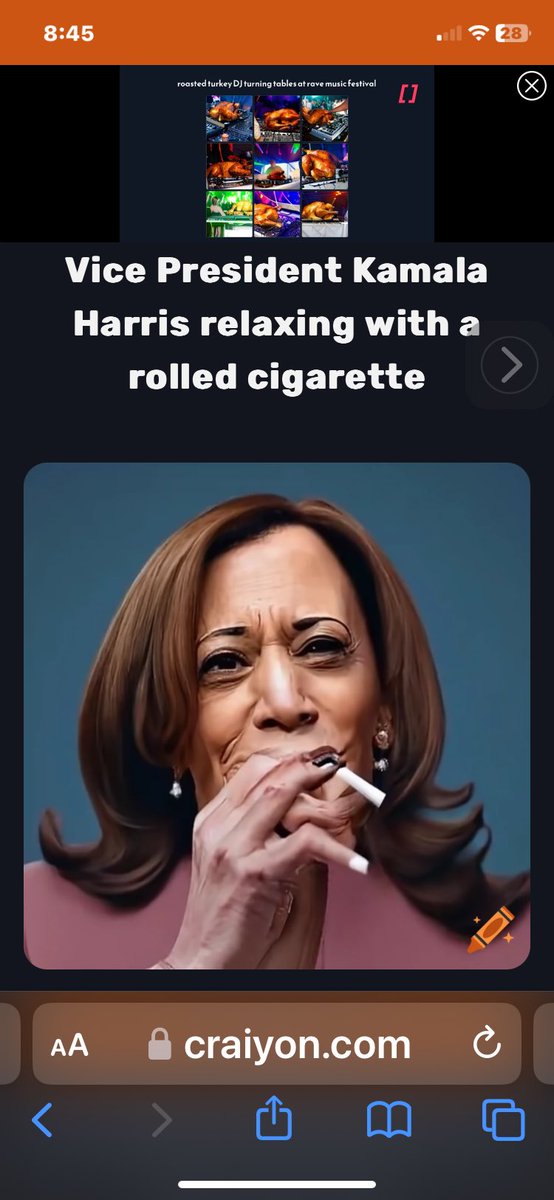 8:45
28
roasted turkey DJ turning tables at rave music festival
[]
Vice President Kamala
Harris relaxing with a
rolled cigarette
AA
craiyon.com